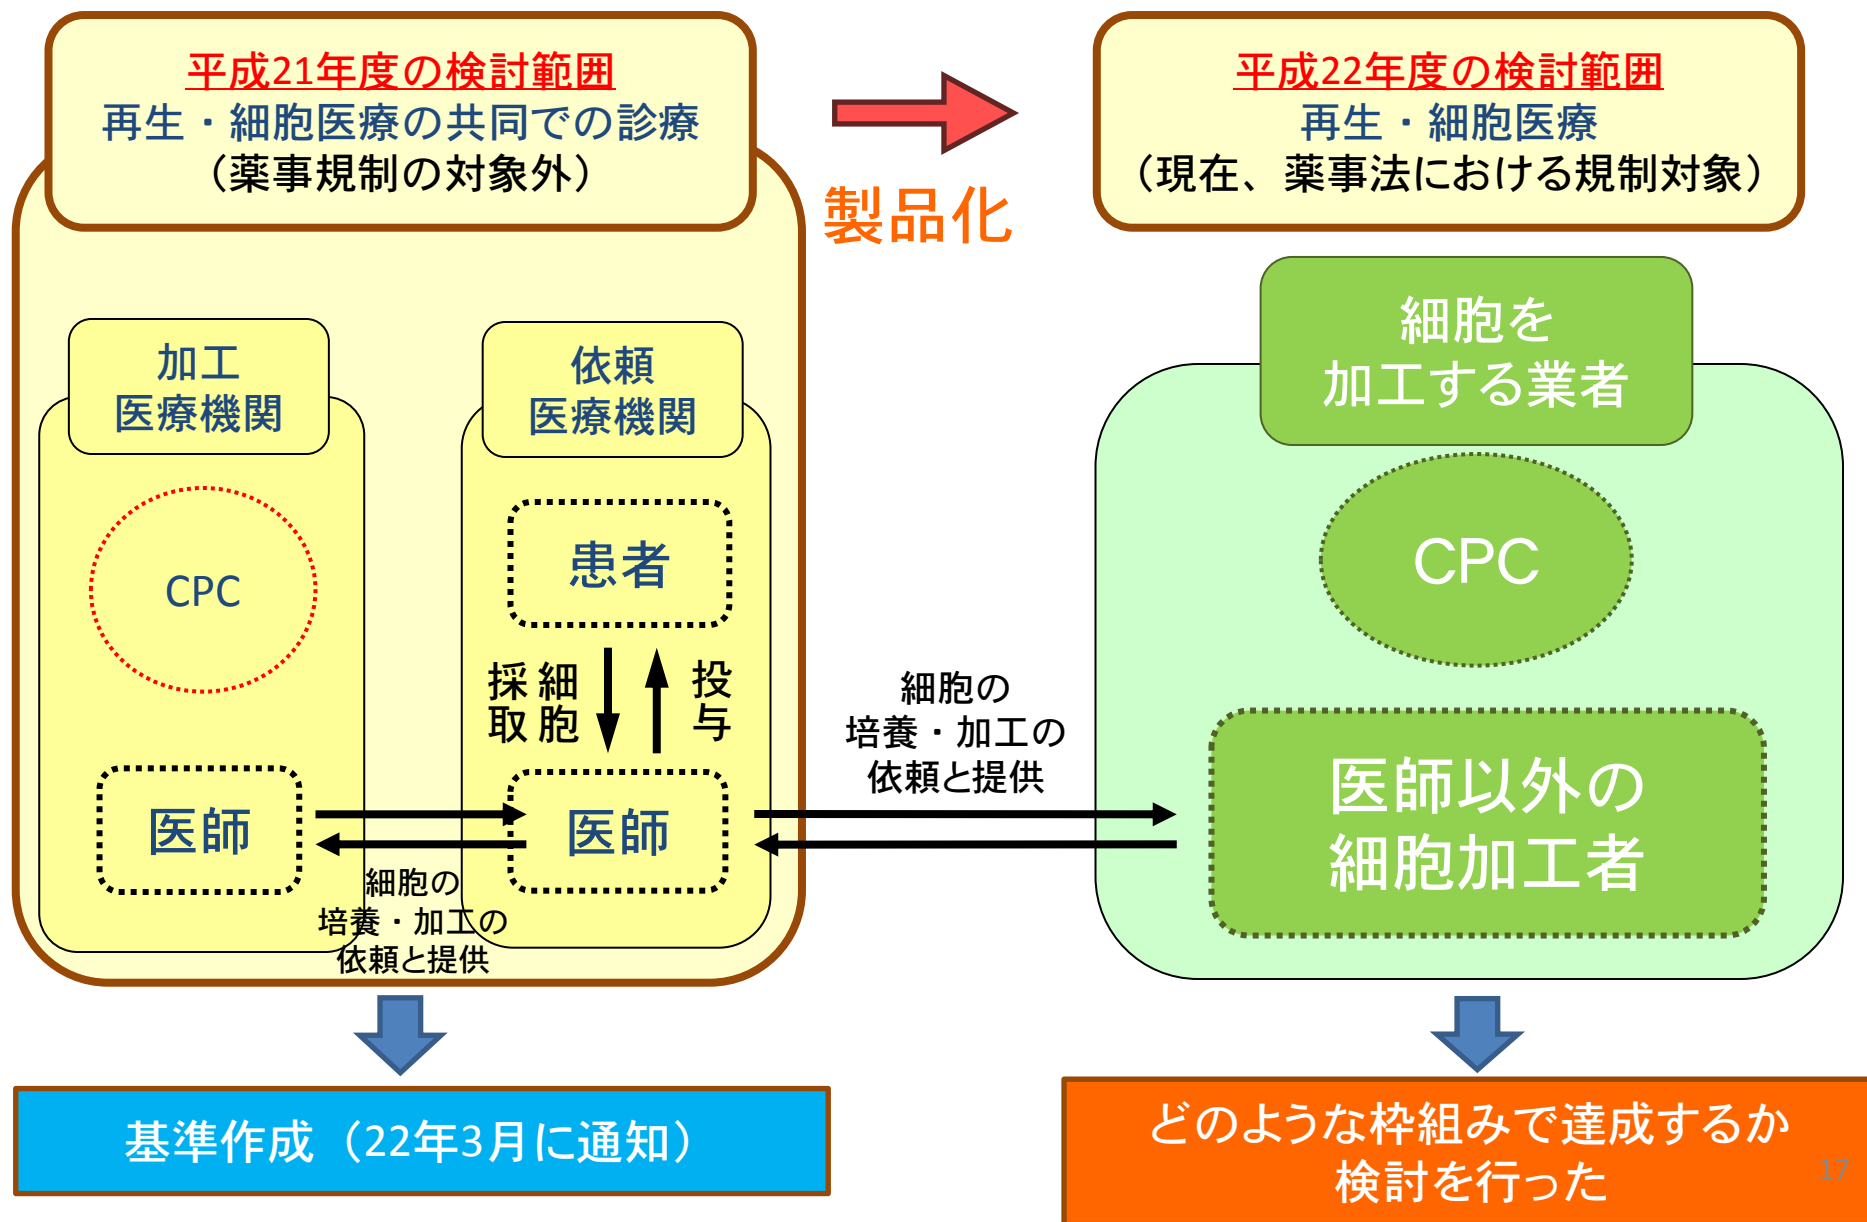 平成21年度の検討範囲
再生・細胞医療の共同での診療
（薬事規制の対象外）
製品化
平成22年度の検討範囲
再生・細胞医療
（現在、薬事法における規制対象）
加工
医療機関
CPC
医師
依頼
医療機関
患者
細胞
採取
投与
医師
細胞の
培養・加工の
依頼と提供
細胞の
培養・加工の
依頼と提供
細胞を
加工する業者
CPC
医師以外の
細胞加工者
基準作成（22年3月に通知）
どのような枠組みで達成するか
検討を行った
17